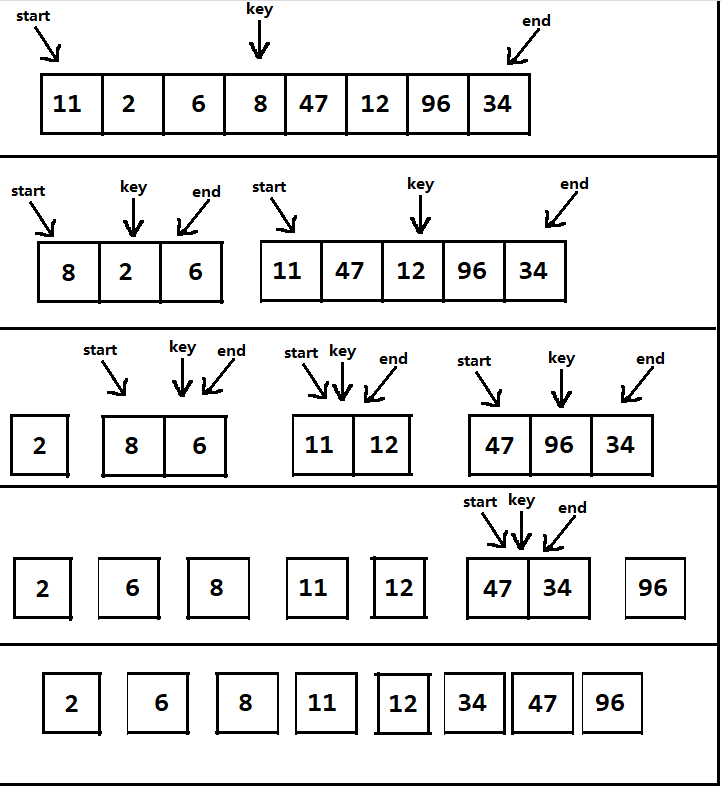 start key end
11 2 6 8 47 12 96 34
start key end start key end
8 2 6 11 47 12 96 34
start key end start key end start key end
2 8 6 11 12 47 96 34
start key end
2 6 8 11 12 47 34 96
2 6 8 11 12 34 47 96